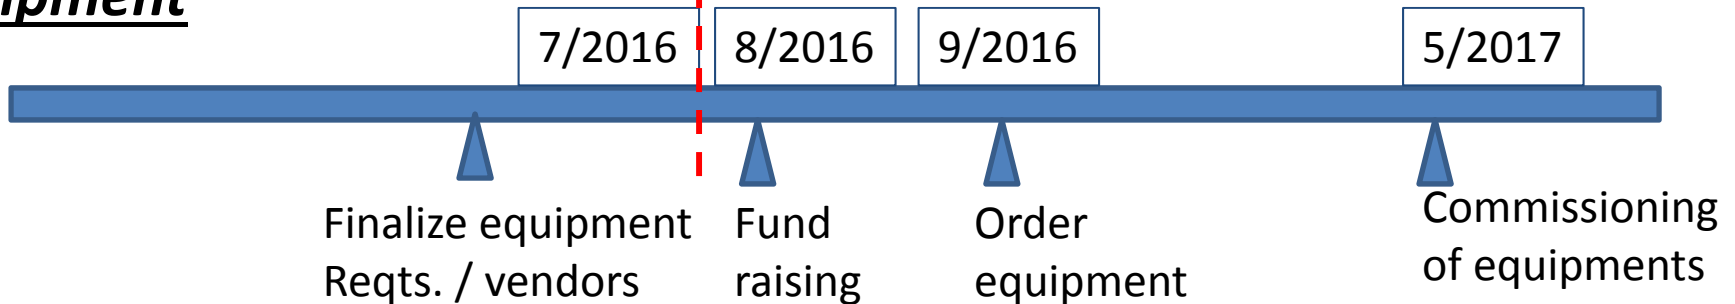 7/2016 8/2016 9/2016 5/2017
Finalize equipment
Reqts. / vendors
Fund
raising
Order
equipment
Commissioning
of equipments